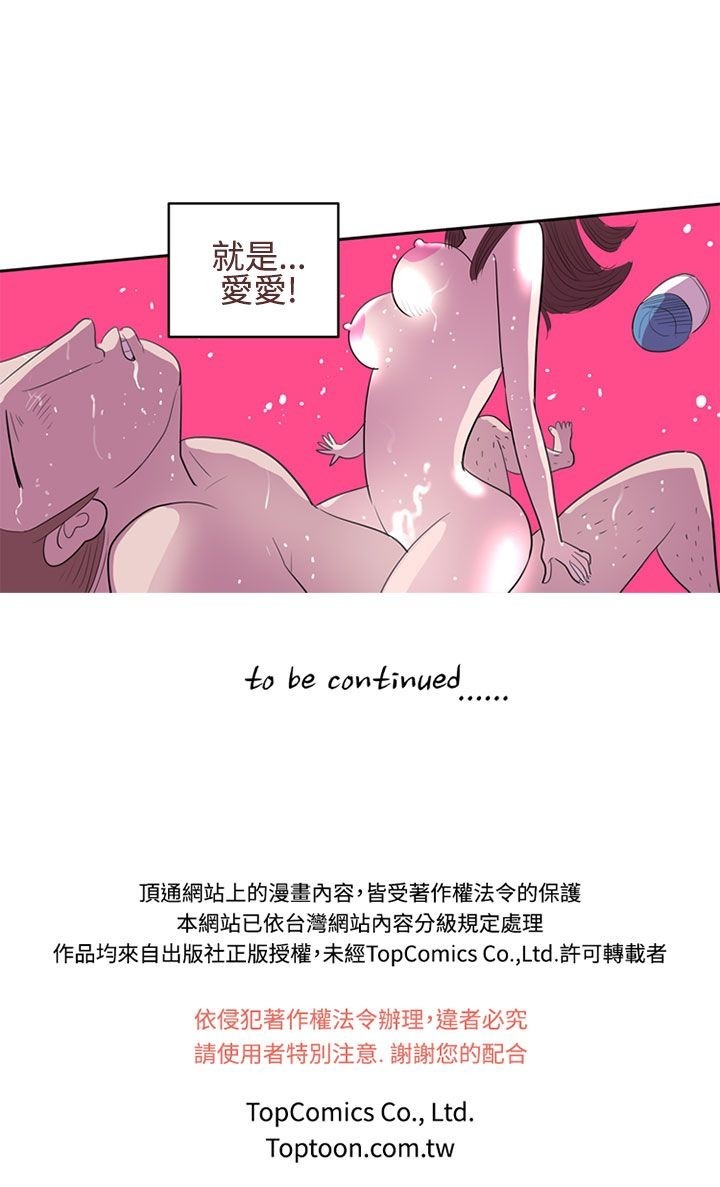 就是...
愛愛!
to be continued......
頂通網站上的漫畫內容，皆受著作權法令的保護
本網站已依台灣網站內容分級規定處理
作品均來自出版社正版授權，未經TopComics Co.,Ltd.許可轉載者
依侵犯著作權法令辦理，違者必究
請使用者特別注意. 謝謝您的配合
TopComics Co., Ltd.
Toptoon.com.tw